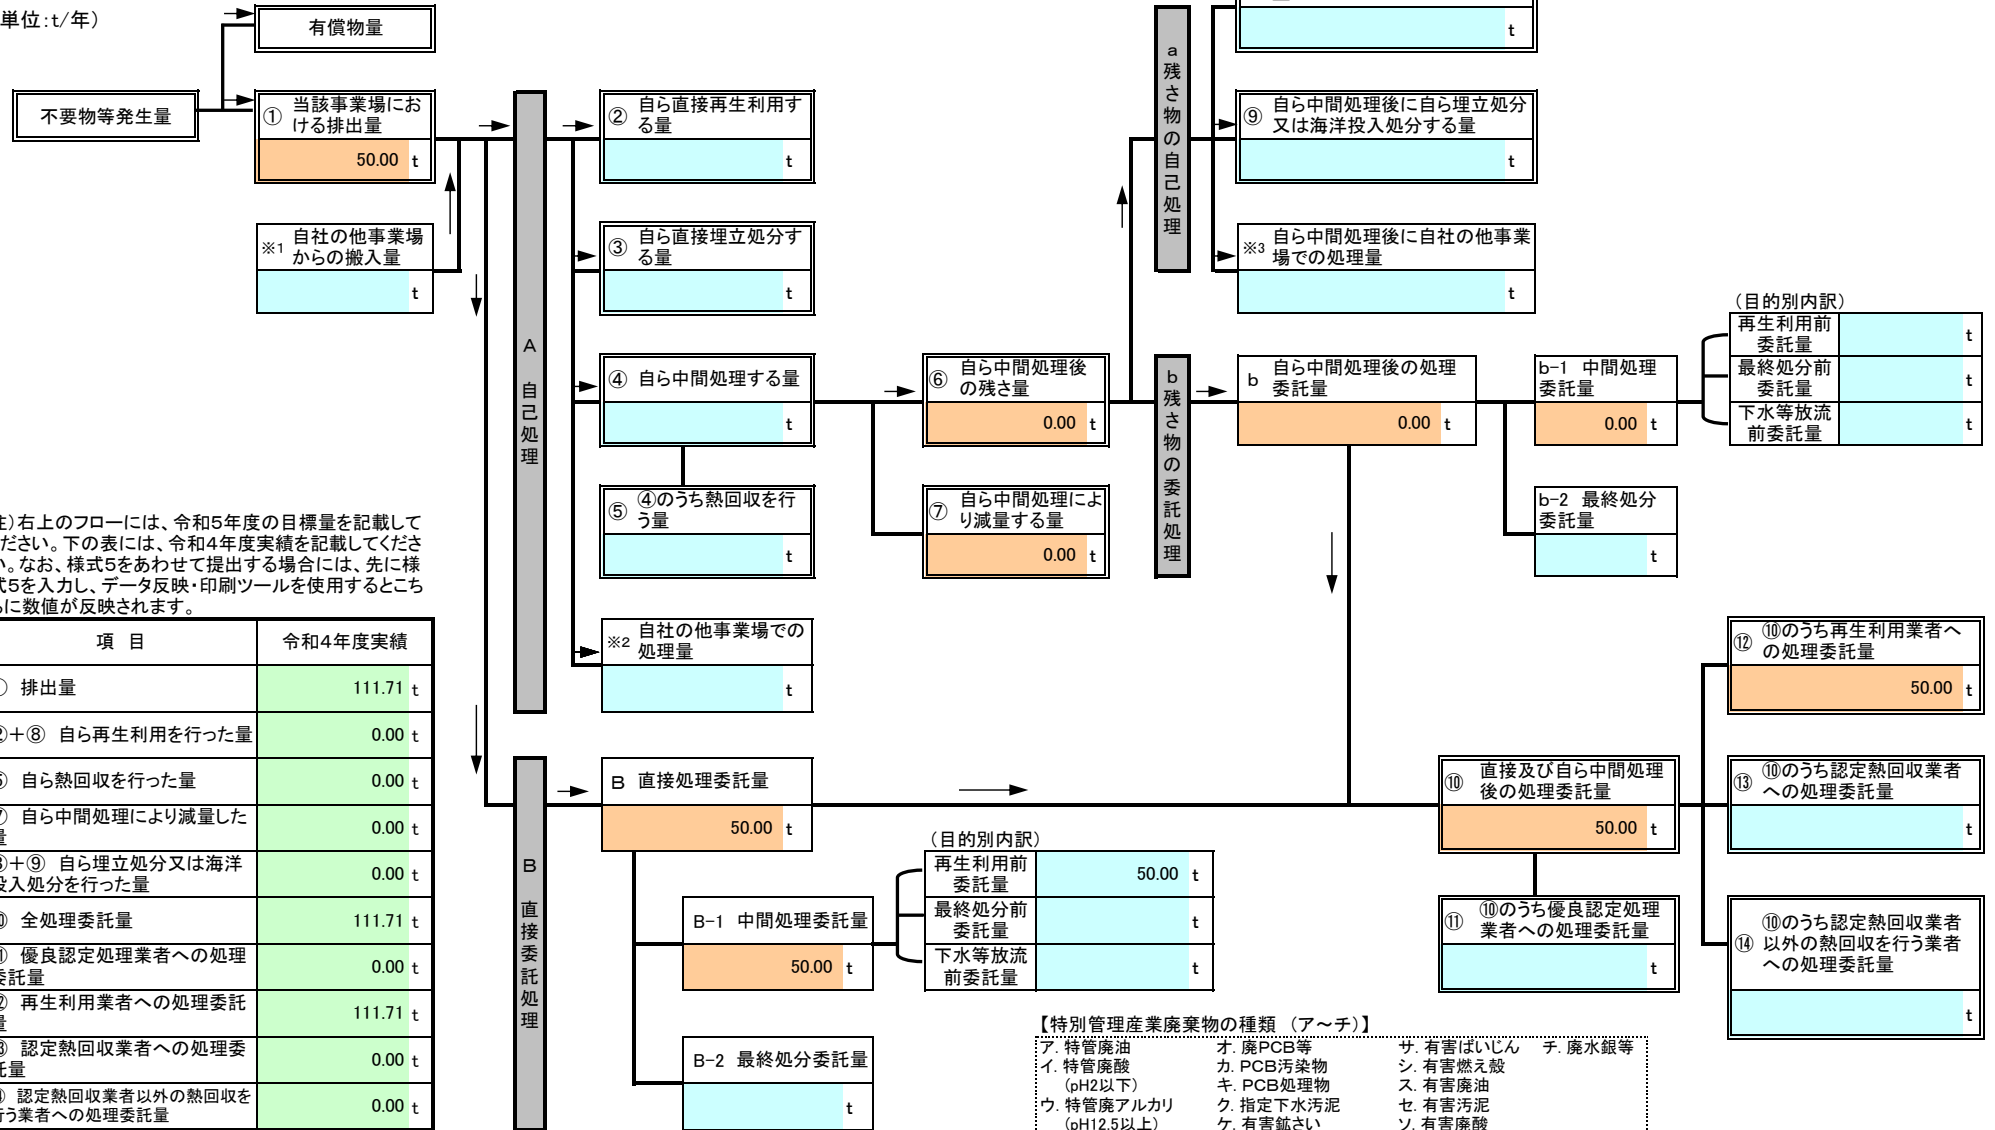 単位:t/年)
有償物量
不要物等発生量
① 当該事業場にお
ける排出量
50.00 t
※1 自社の他事業場
からの搬入量
t
A 自己処理
② 自ら直接再生利用す
る量
t
③ 自ら直接埋立処分す
る量
t
④ 自ら中間処理する量
t
⑤ ④のうち熱回収を行
う量
t
※2 自社の他事業場での
処理量
t
⑥ 自ら中間処理後
の残さ量
0.00 t
⑦ 自ら中間処理によ
り減量する量
0.00 t
a 残さ物の自己処理
t
⑨ 自ら中間処理後に自ら埋立処分
又は海洋投入処分する量
t
※3 自ら中間処理後に自社の他事業
場での処理量
t
b 残さ物の委託処理
b 自ら中間処理後の処理
委託量
0.00 t
b-1 中間処理
委託量
0.00 t
b-2 最終処分
委託量
t
(目的別内訳)
再生利用前
委託量
t
最終処分前
委託量
t
下水等放流
前委託量
t
注)右上のフローには、令和5年度の目標量を記載して
ください。下の表には、令和4年度実績を記載してくださ
い。なお、様式5をあわせて提出する場合には、先に様
式5を入力し、データ反映・印刷ツールを使用するとこち
らに数値が反映されます。
項 目 令和4年度実績
① 排出量 111.71 t
②+⑧ 自ら再生利用を行った量 0.00 t
⑤ 自ら熱回収を行った量 0.00 t
⑦ 自ら中間処理により減量した
量 0.00 t
③+⑨ 自ら埋立処分又は海洋
投入処分を行った量 0.00 t
⑩ 全処理委託量 111.71 t
⑪ 優良認定処理業者への処理
委託量 0.00 t
⑫ 再生利用業者への処理委託
量 111.71 t
⑬ 認定熱回収業者への処理委
託量 0.00 t
⑭ 認定熱回収業者以外の熱回収を
行う業者への処理委託量 0.00 t
B 直接委託処理
B 直接処理委託量
50.00 t
B-1 中間処理委託量
50.00 t
B-2 最終処分委託量
t
(目的別内訳)
再生利用前
委託量
50.00 t
最終処分前
委託量
t
下水等放流
前委託量
t
⑩ 直接及び自ら中間処理
後の処理委託量
50.00 t
⑪ ⑩のうち優良認定処理
業者への処理委託量
t
⑫ ⑩のうち再生利用業者へ
の処理委託量
50.00 t
⑬ ⑩のうち認定熱回収業者
への処理委託量
t
⑭ ⑩のうち認定熱回収業者
以外の熱回収を行う業者
への処理委託量
t
【特別管理産業廃棄物の種類 (ア～チ)】
ア. 特管廃油 オ. 廃PCB等 サ. 有害ばいじん チ. 廃水銀等
イ. 特管廃酸 カ. PCB汚染物 シ. 有害燃え殻
(pH2以下) キ. PCB処理物 ス. 有害廃油
ウ. 特管廃アルカリ ク. 指定下水汚泥 セ. 有害汚泥
(pH12.5以上) ケ. 有害鉱さい ソ. 有害廃酸